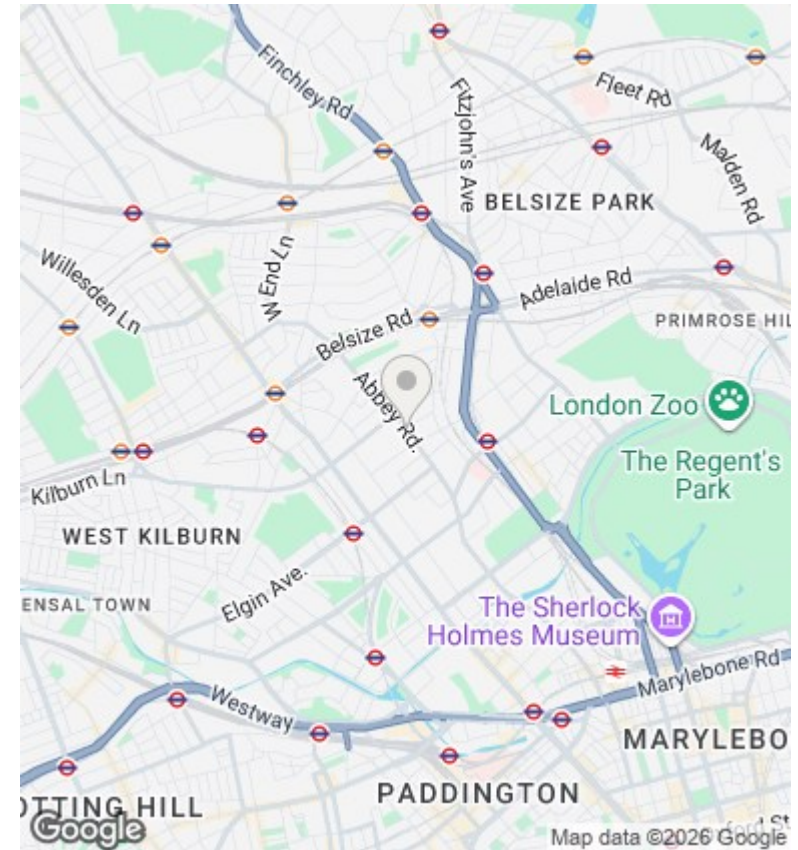 Finchley Rd
Fitzjohn's Ave
Fleet Rd
Malden Rd
BELSIZE PARK
Willesden Ln
W End Ln
Adelaide Rd
Belsize Rd
PRIMROSE HIL
Abbey Rd.
London Zoo
The Regent's
Park
Kilburn Ln
WEST KILBURN
ENSAL TOWN
Elgin Ave.
The Sherlock
Holmes Museum
Marylebone Rd
Westway
MARYLEBO
PADDINGTON
OTTING HILL
Google
Map data ©2026 Google